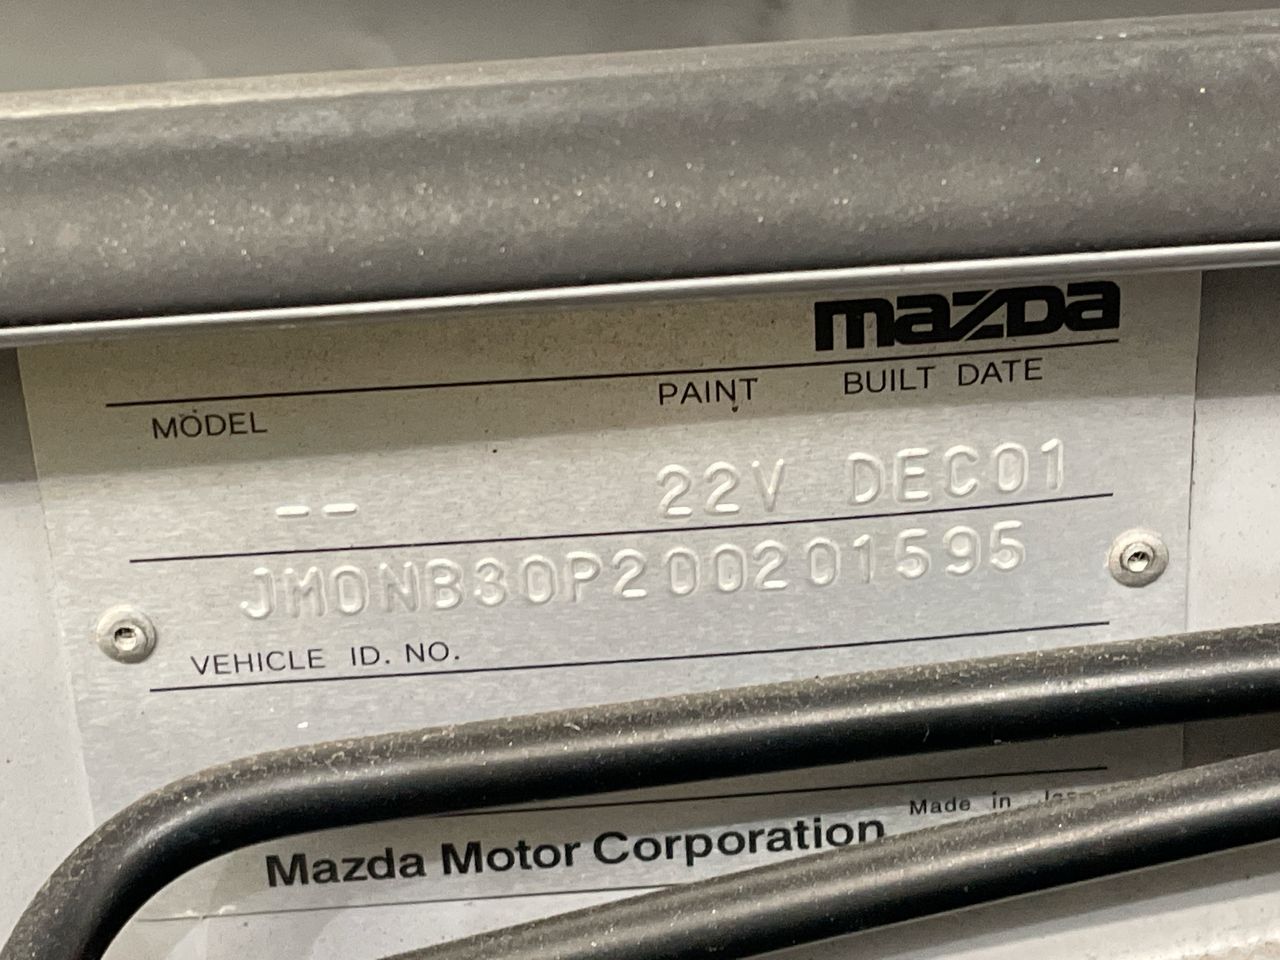 mazda
MODEL PAINT BUILT DATE
-- 22V DEC01
JM0NB30P200201595
VEHICLE ID. NO.
Made in
Mazda Motor Corporation